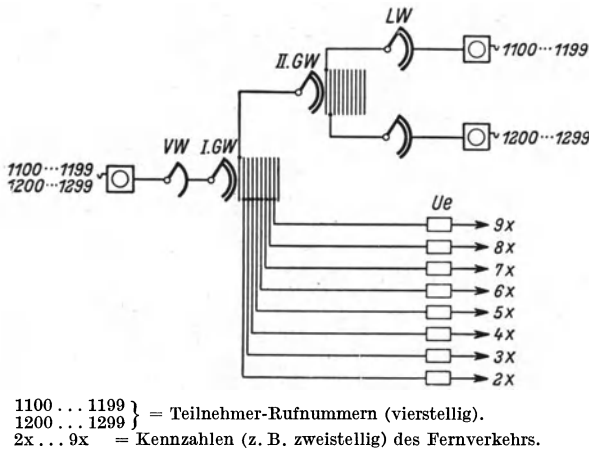 LW
II.GW
1100...1199
VW I.GW
1200...1299
1100...1199
1200...1299
Ue
9x
8x
7x
6x
5x
4x
3x
2x
1100 ... 1199
1200 ... 1299 } = Teilnehmer-Rufnummern (vierstellig).
2x ... 9x = Kennzahlen (z. B. zweistellig) des Fernverkehrs.